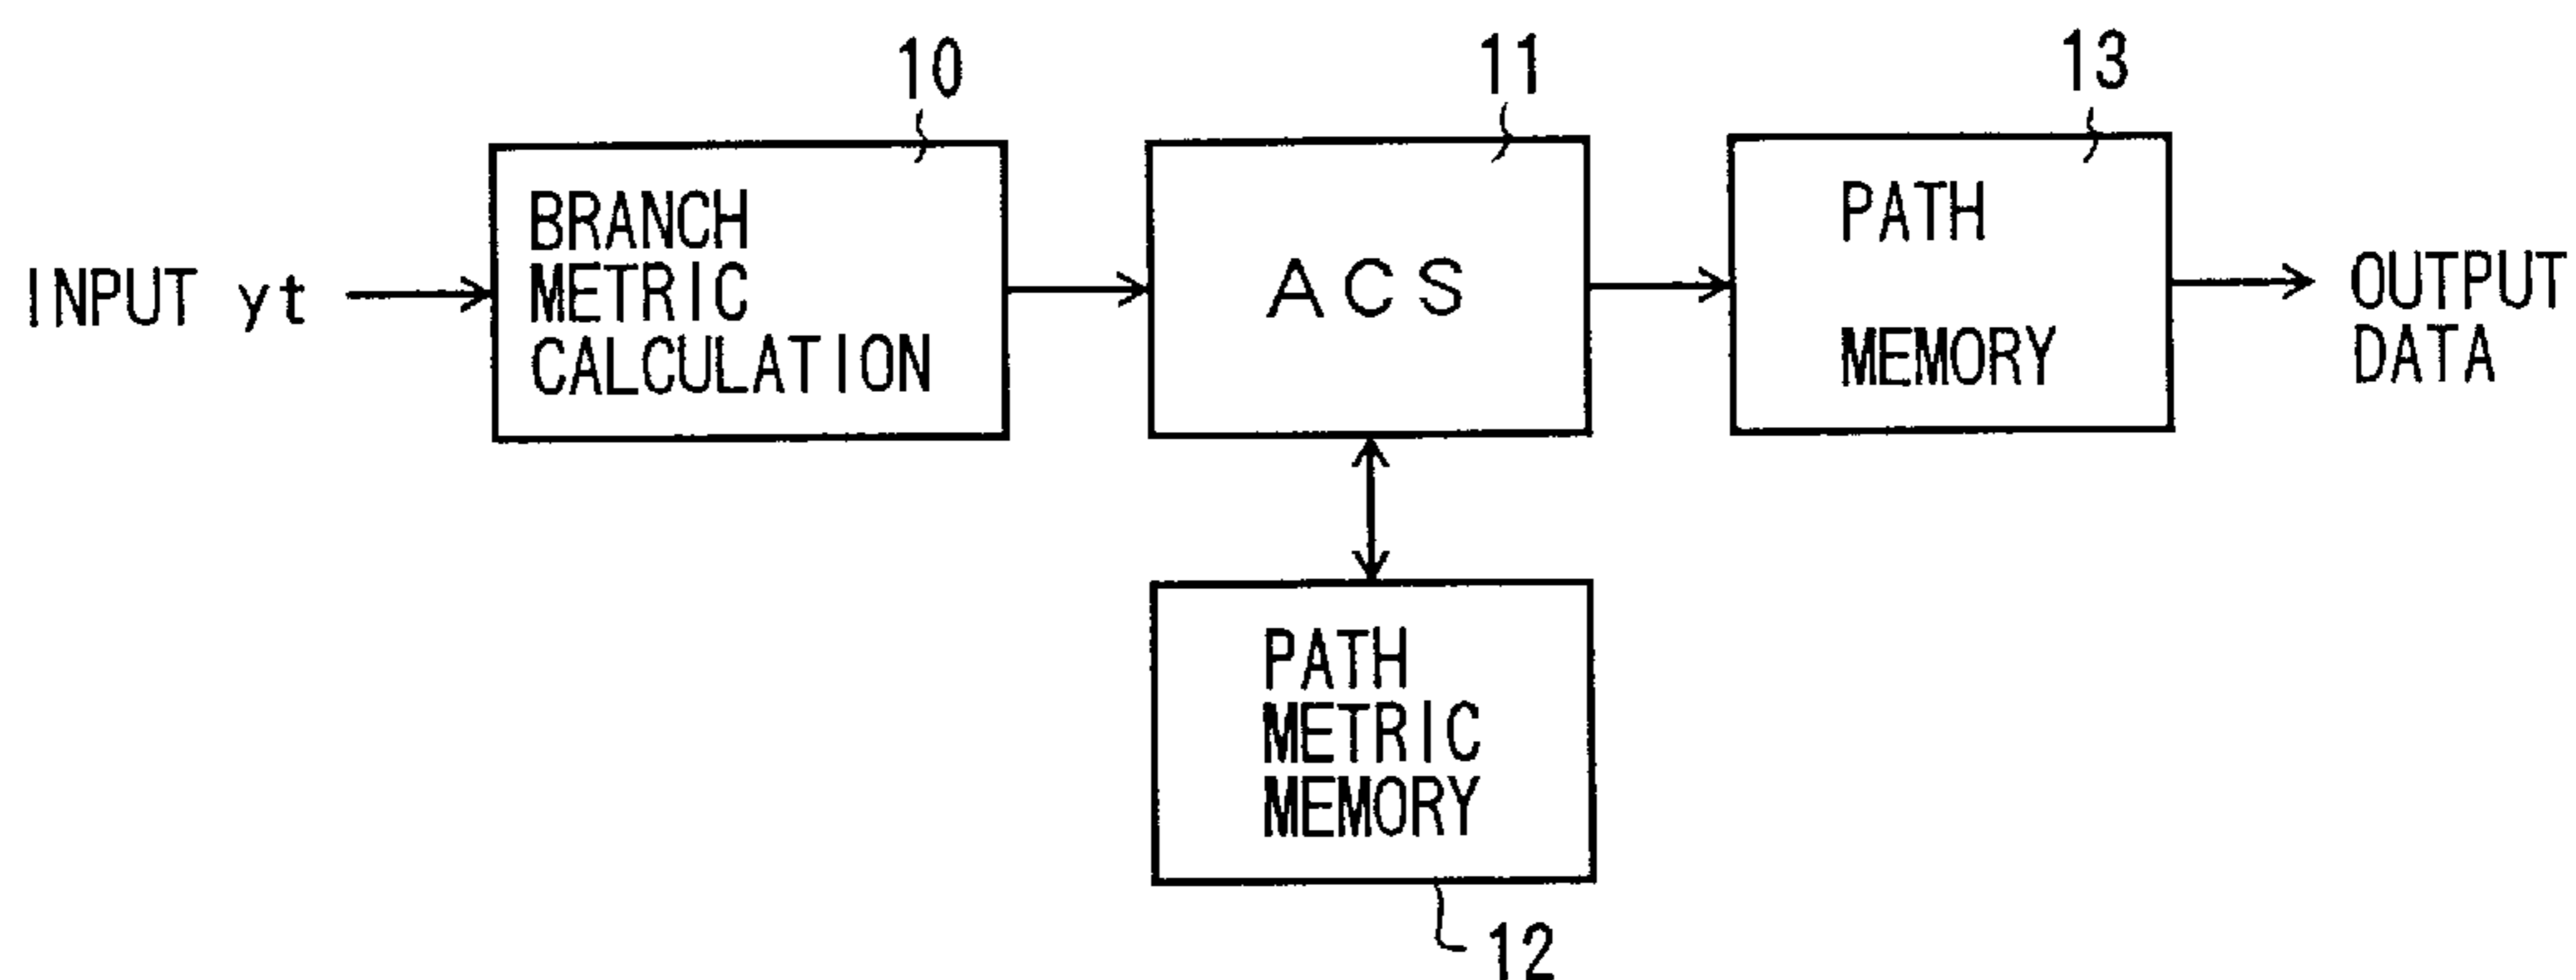 10
11
13
INPUT yt
BRANCH
METRIC
CALCULATION
ACS
PATH
MEMORY
OUTPUT
DATA
PATH
METRIC
MEMORY
12